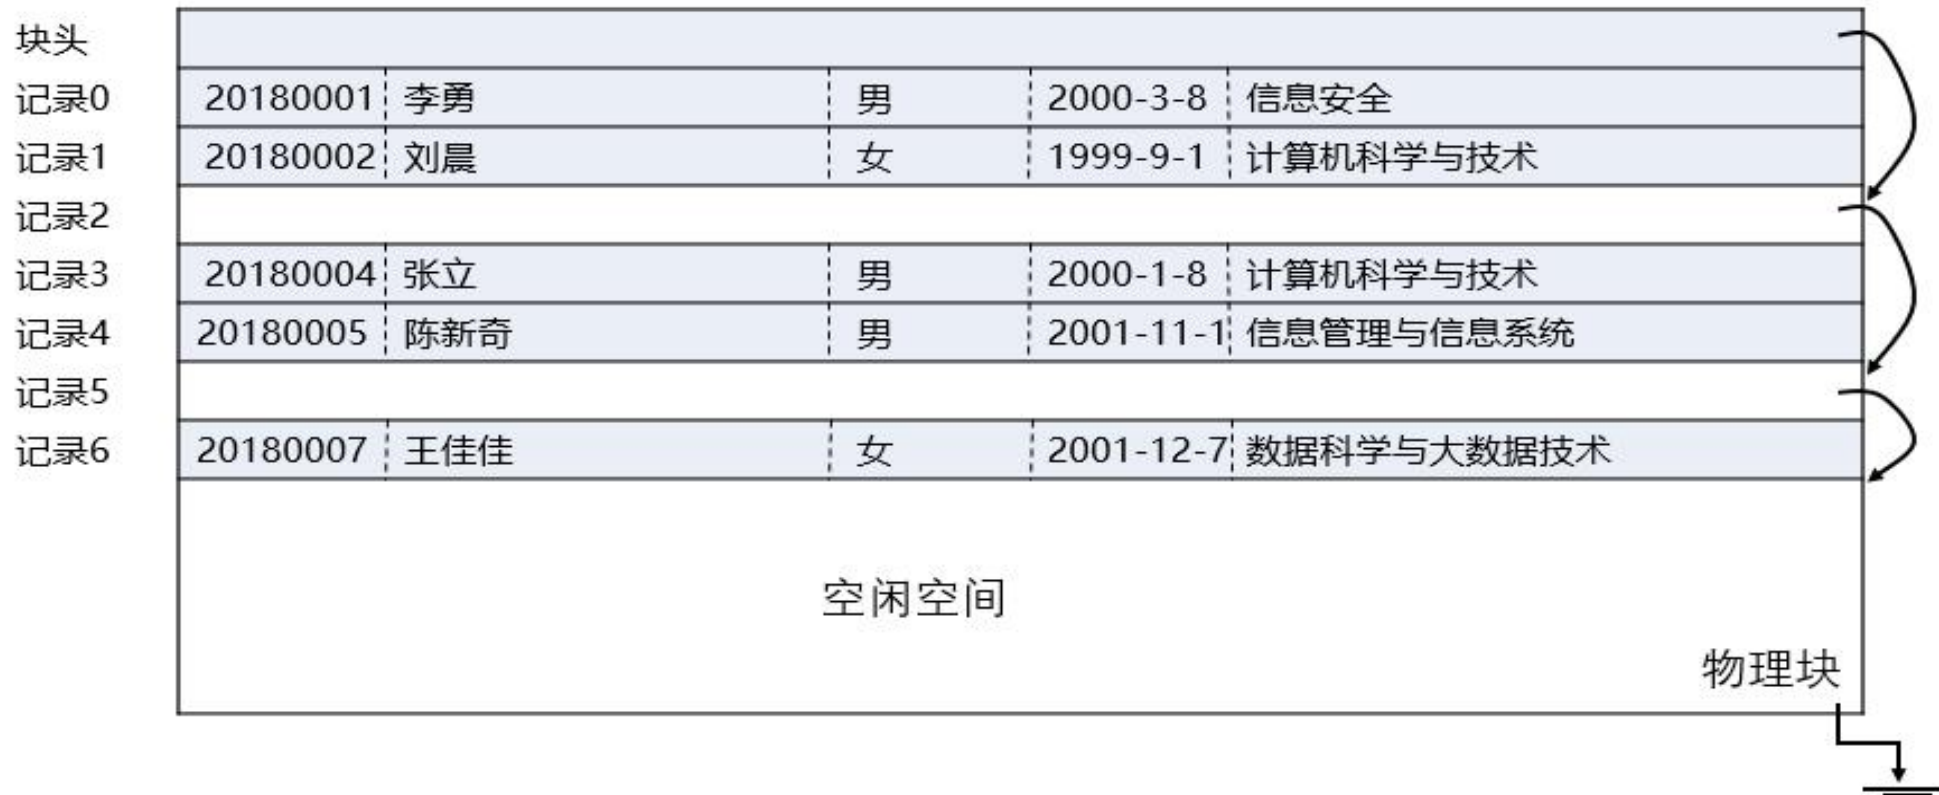 块头
记录0 20180001 李勇 男 2000-3-8 信息安全
记录1 20180002 刘晨 女 1999-9-1 计算机科学与技术
记录2
记录3 20180004 张立 男 2000-1-8 计算机科学与技术
记录4 20180005 陈新奇 男 2001-11-1 信息管理与信息系统
记录5
记录6 20180007 王佳佳 女 2001-12-7 数据科学与大数据技术
空闲空间
物理块